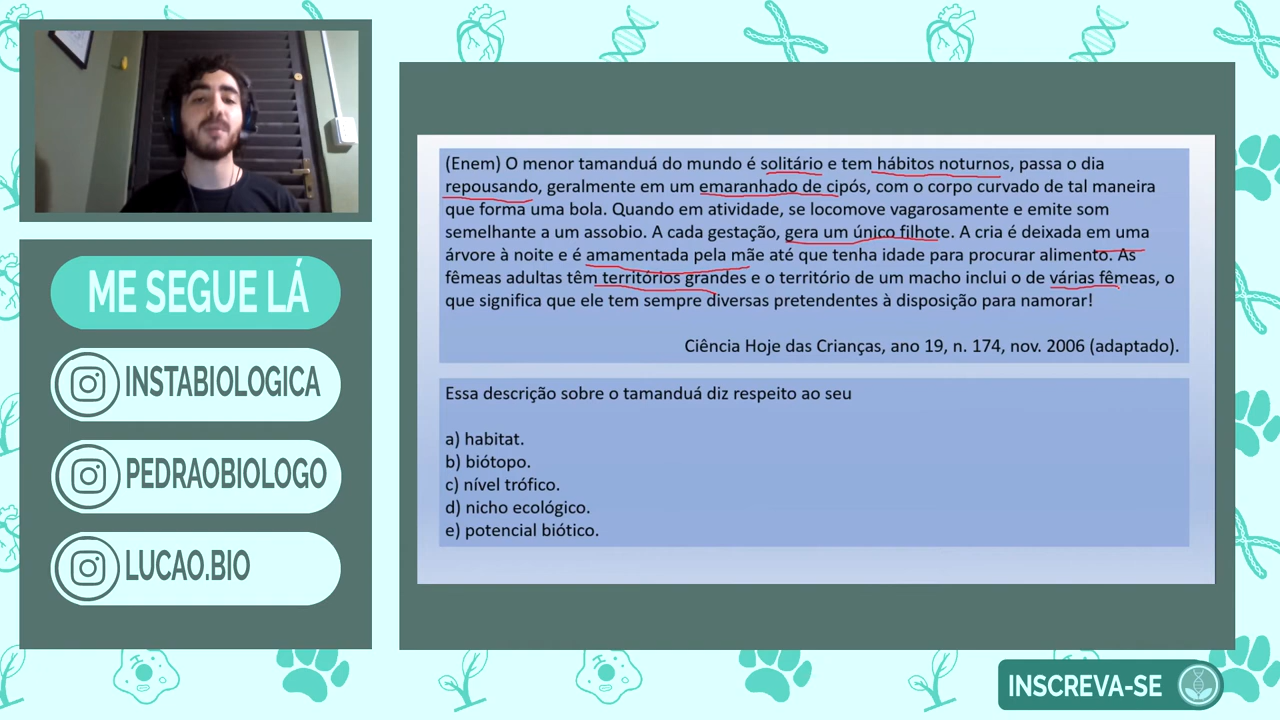 ME SEGUE LÁ
INSTABIOLOGICA
PEDRAOBIOLOGO
LUCAO.BIO
(Enem) O menor tamanduá do mundo é solitário e tem hábitos noturnos, passa o dia
repousando, geralmente em um emaranhado de cipós, com o corpo curvado de tal maneira
que forma uma bola. Quando em atividade, se locomove vagarosamente e emite som
semelhante a um assobio. A cada gestação, gera um único filhote. A cria é deixada em uma
árvore à noite e é amamentada pela mãe até que tenha idade para procurar alimento. As
fêmeas adultas têm territórios grandes e o território de um macho inclui o de várias fêmeas, o
que significa que ele tem sempre diversas pretendentes à disposição para namorar!
Ciência Hoje das Crianças, ano 19, n. 174, nov. 2006 (adaptado).
Essa descrição sobre o tamanduá diz respeito ao seu
a) habitat.
b) biótopo.
c) nível trófico.
d) nicho ecológico.
e) potencial biótico.
INSCREVA-SE